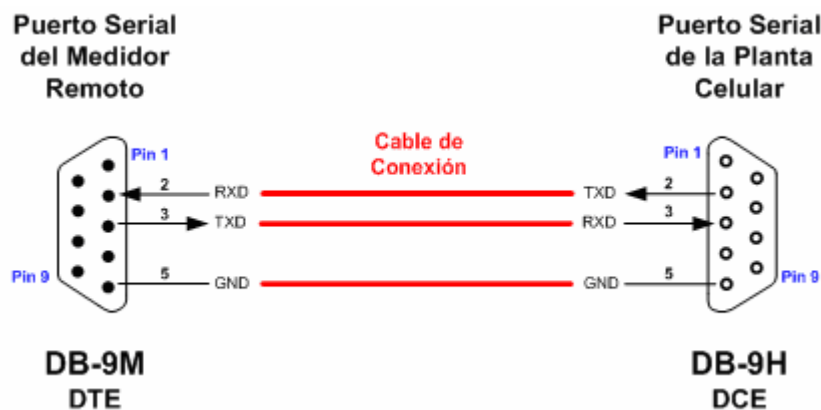 Puerto Serial
del Medidor
Remoto
Puerto Serial
de la Planta
Celular
Cable de
Conexión
Pin 1
2
RXD
3
TXD
5
GND
Pin 9
TXD
2
RXD
3
GND
5
Pin 1
Pin 9
DB-9M
DTE
DB-9H
DCE